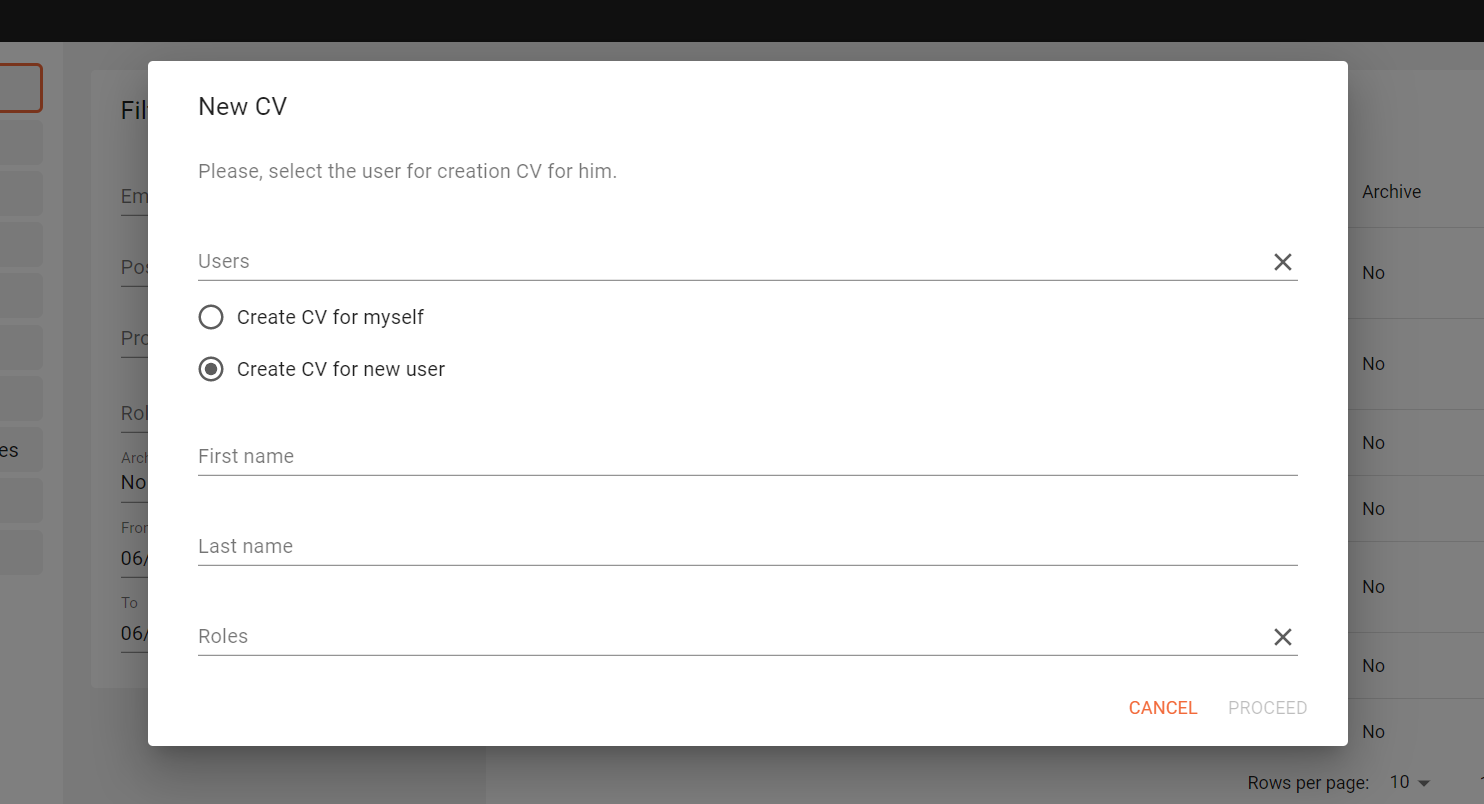 New CV
Please, select the user for creation CV for him.
Users
Create CV for myself
Create CV for new user
First name
Last name
Roles
CANCEL PROCEED
Fil
Em
Pos
Pro
Rol
Arch
No
From
06/
To
06/
es
Archive
No
No
No
No
No
No
No
Rows per page: 10